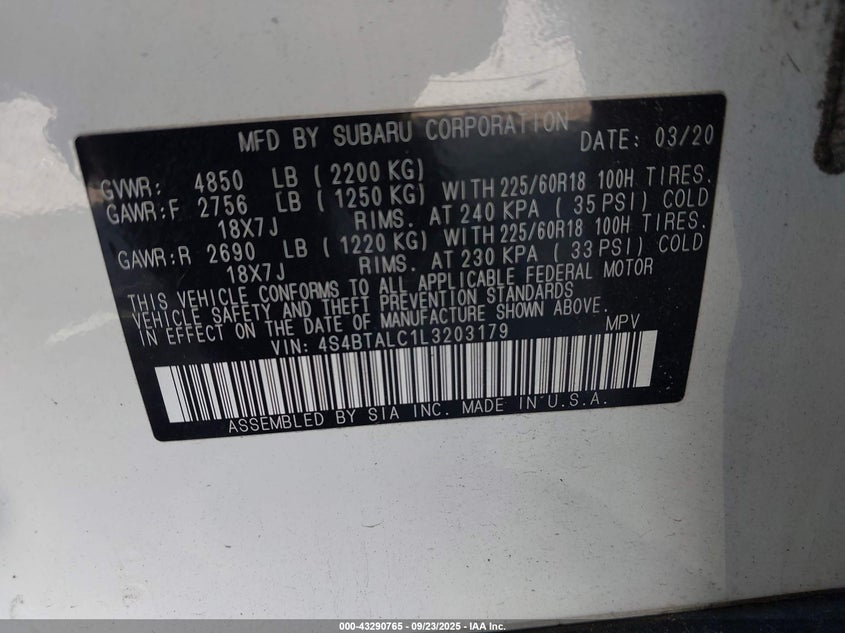 MFD BY SUBARU CORPORATION DATE: 03/20
GVWR: 4850 LB ( 2200 KG)
GAWR:F 2756 LB ( 1250 KG) WITH 225/60R18 100H TIRES.
18X7J RIMS. AT 240 KPA ( 35 PSI) COLD
GAWR:R 2690 LB ( 1220 KG) WITH 225/60R18 100H TIRES.
18X7J RIMS. AT 230 KPA ( 33 PSI) COLD
THIS VEHICLE CONFORMS TO ALL APPLICABLE FEDERAL MOTOR
VEHICLE SAFETY AND THEFT PREVENTION STANDARDS
IN EFFECT ON THE DATE OF MANUFACTURE SHOWN ABOVE.
VIN: 4S4BTALC1L3203179 MPV
ASSEMBLED BY SIA INC. MADE IN U.S.A.
000-43290765 - 09/23/2025 - IAA Inc.